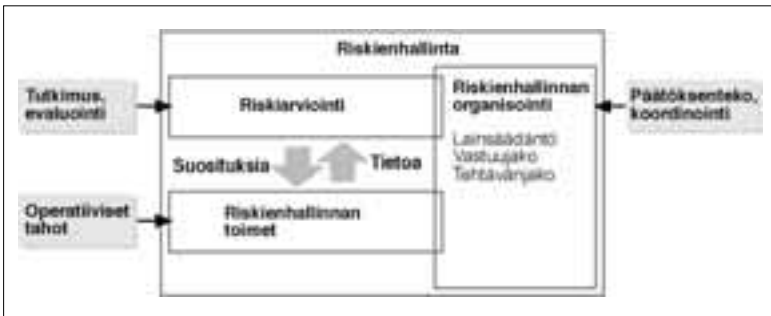 Riskienhallinta
Tutkimus,
evaluointi
Riskiarviointi
Riskienhallinnan
organisointi
Lainsäädäntö
Vastuujako
Tehtävänjako
Päätöksenteko,
koordinointi
Suosituksia
Tietoa
Operatiiviset
tahot
Riskienhallinnan
toimet